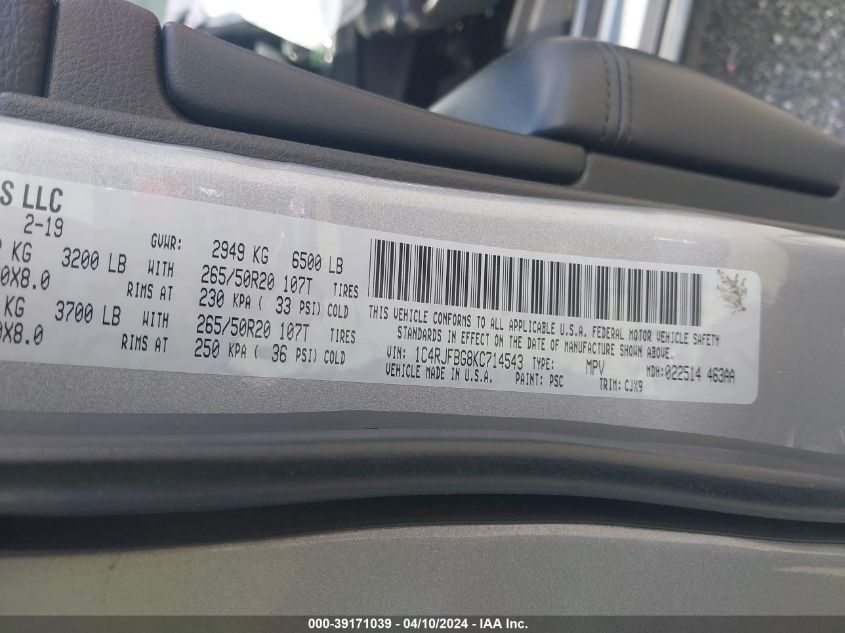 S LLC
2-19
GVWR: 2949 KG 6500 LB
KG 3200 LB WITH 265/50R20 107T TIRES
0X8.0 RIMS AT 230 KPA ( 33 PSI) COLD
KG 3700 LB WITH 265/50R20 107T TIRES
0X8.0 RIMS AT 250 KPA ( 36 PSI) COLD
THIS VEHICLE CONFORMS TO ALL APPLICABLE U.S.A. FEDERAL MOTOR VEHICLE SAFETY
STANDARDS IN EFFECT ON THE DATE OF MANUFACTURE SHOWN ABOVE.
VIN: 1C4RJFBG8KC714543 TYPE: MPV MDH:022514 463AA
VEHICLE MADE IN U.S.A. PAINT: PSC TRIM: CJX9
000-39171039 - 04/10/2024 - IAA Inc.